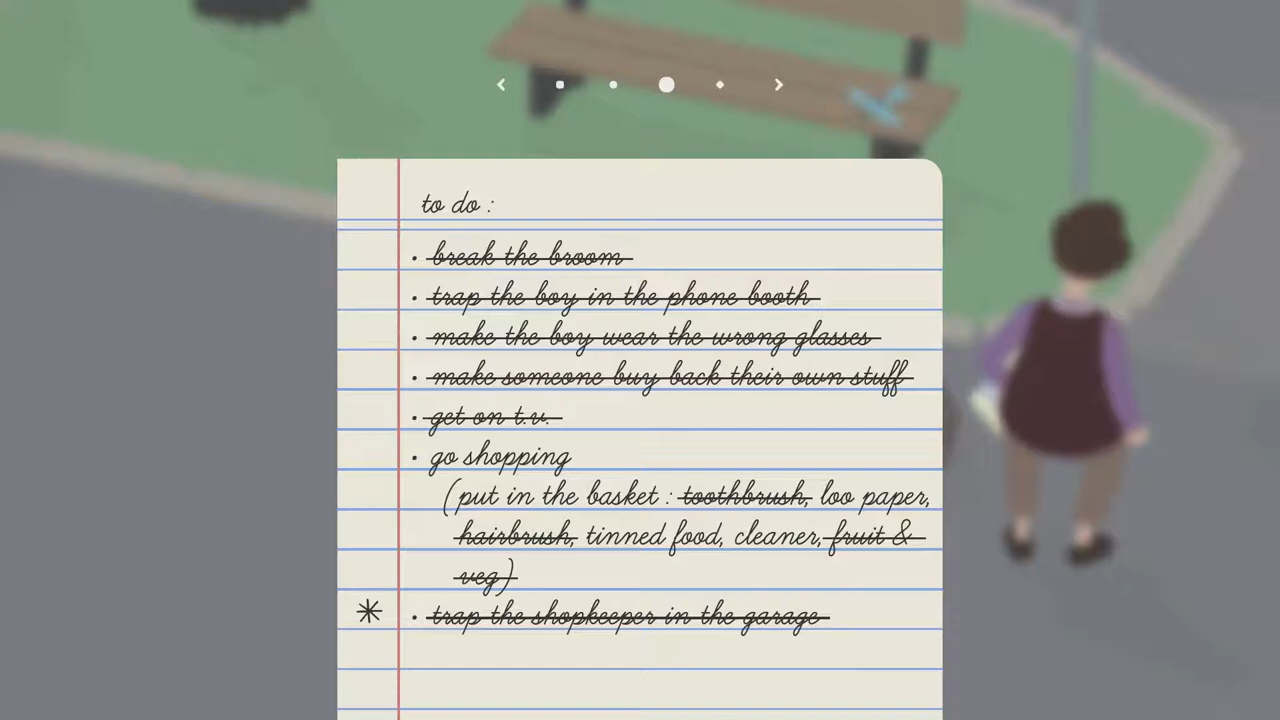 to do :
• break the broom
• trap the boy in the phone booth
• make the boy wear the wrong glasses
• make someone buy back their own stuff
• get on t.v.
• go shopping
(put in the basket : toothbrush, loo paper,
hairbrush, tinned food, cleaner, fruit &
veg)
* • trap the shopkeeper in the garage